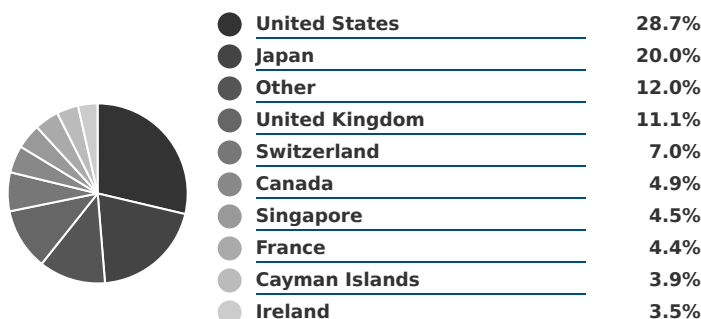 United States 28.7%
Japan 20.0%
Other 12.0%
United Kingdom 11.1%
Switzerland 7.0%
Canada 4.9%
Singapore 4.5%
France 4.4%
Cayman Islands 3.9%
Ireland 3.5%